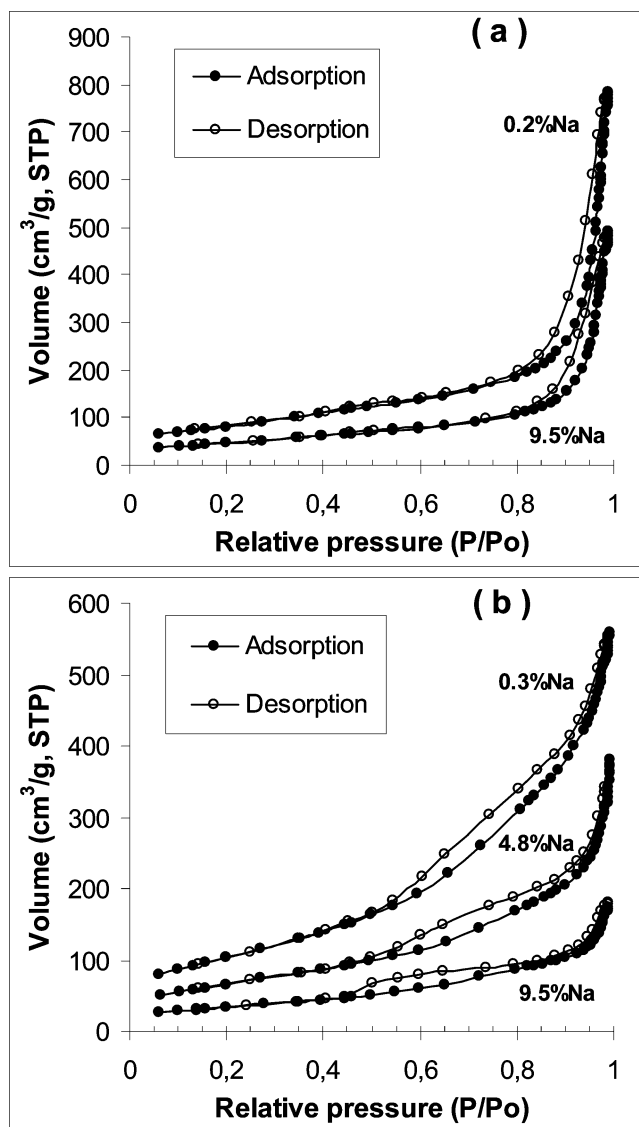 ( a )
Adsorption
Desorption
0.2%Na
9.5%Na
900
800
700
600
500
400
300
200
100
0
Volume (cm³/g, STP)
0 0,2 0,4 0,6 0,8 1
Relative pressure (P/Po)
( b )
Adsorption
Desorption
0.3%Na
4.8%Na
9.5%Na
600
500
400
300
200
100
0
Volume (cm³/g, STP)
0 0,2 0,4 0,6 0,8 1
Relative pressure (P/Po)